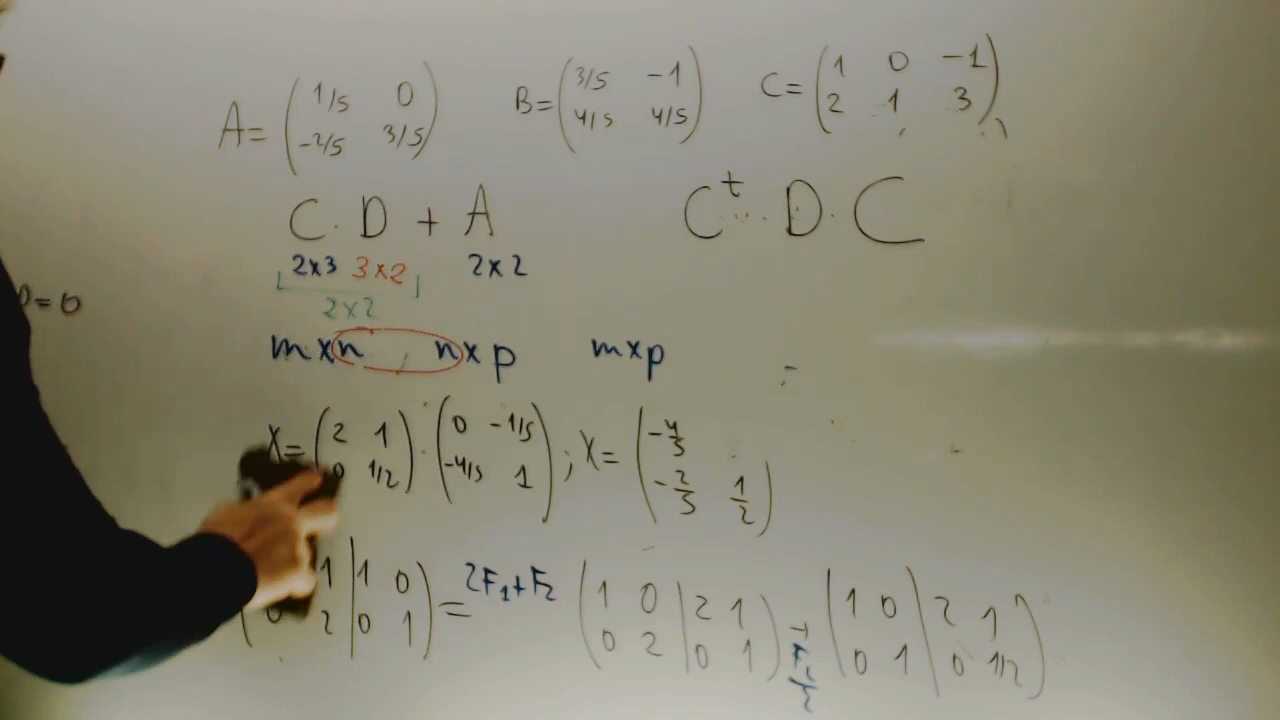 A = ( 1/5 0 ) B = ( 3/5 -1 ) C = ( 1 0 -1 )
( -2/5 3/5 ) ( 4/5 4/5 ) ( 2 1 3 )
C · D + A C^t · D · C
2x3 3x2 2x2
2x2
= 0
m x n , n x p m x p
X = ( 2 1 ) · ( 0 -1/5 ) ; X = ( -4/5
( 0 1/2 ) ( -4/5 1 ) ( -2/5 1/2 )
1 | 1 0 ) = 2F₁+F₂ ( 1 0 | 2 1 ) ( 1 0 | 2 1 )
0 2 | 0 1 ) ( 0 2 | 0 1 ) ( 0 1 | 0 1/2 )